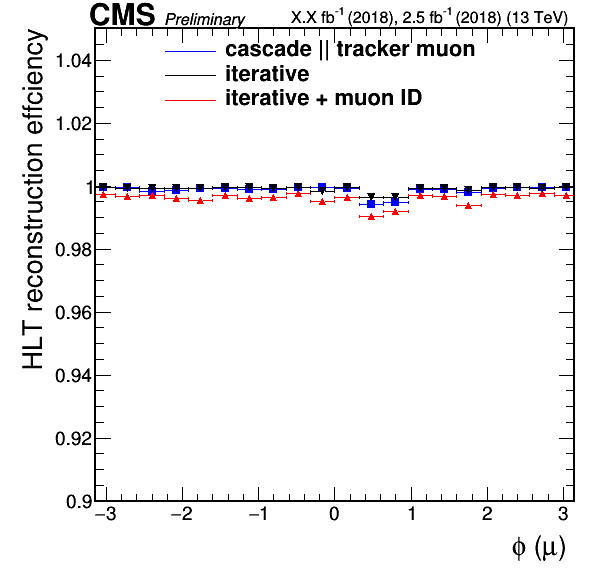 CMS Preliminary X.X fb-1 (2018), 2.5 fb-1 (2018) (13 TeV)
cascade || tracker muon
iterative
iterative + muon ID
HLT reconstruction effciency
1.04
1.02
1
0.98
0.96
0.94
0.92
0.9
−3 −2 −1 0 1 2 3
ϕ (μ)